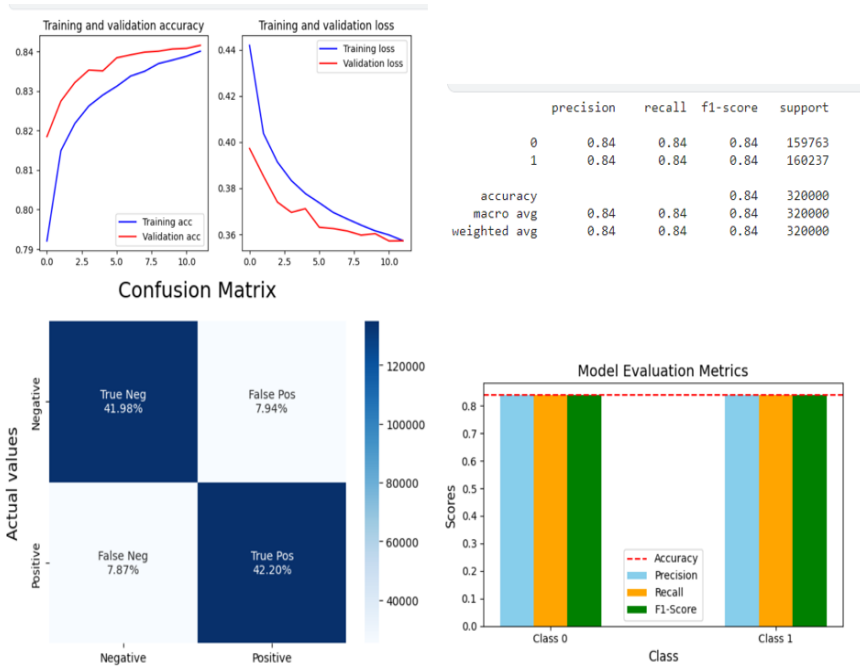 Training and validation accuracy
0.84
0.83
0.82
0.81
0.80
0.79
Training acc
Validation acc
0.0 2.5 5.0 7.5 10.0
Training and validation loss
0.44
0.42
0.40
0.38
0.36
Training loss
Validation loss
0.0 2.5 5.0 7.5 10.0
precision recall f1-score support
0 0.84 0.84 0.84 159763
1 0.84 0.84 0.84 160237
accuracy 0.84 320000
macro avg 0.84 0.84 0.84 320000
weighted avg 0.84 0.84 0.84 320000
Confusion Matrix
Actual values
Negative
Positive
True Neg
41.98%
False Pos
7.94%
False Neg
7.87%
True Pos
42.20%
Negative Positive
120000
100000
80000
60000
40000
Model Evaluation Metrics
Scores
0.8
0.7
0.6
0.5
0.4
0.3
0.2
0.1
0.0
Accuracy
Precision
Recall
F1-Score
Class 0 Class 1
Class